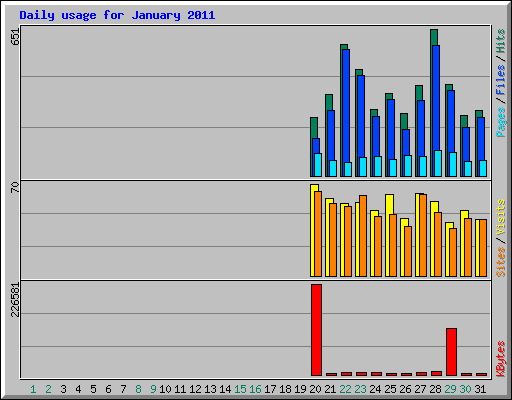 Daily usage for January 2011
651
Pages / Files / Hits
70
Sites / Visits
226581
KBytes
1 2 3 4 5 6 7 8 9 10 11 12 13 14 15 16 17 18 19 20 21 22 23 24 25 26 27 28 29 30 31